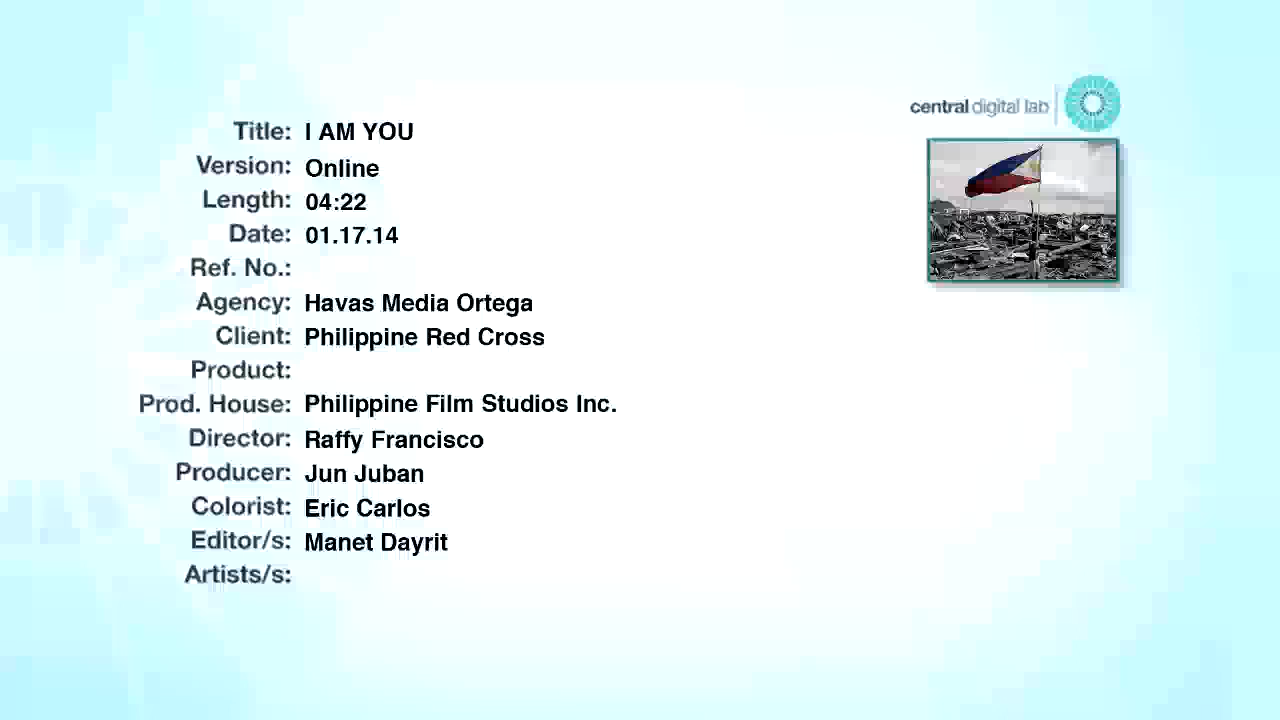 central digital lab
Title: I AM YOU
Version: Online
Length: 04:22
Date: 01.17.14
Ref. No.:
Agency: Havas Media Ortega
Client: Philippine Red Cross
Product:
Prod. House: Philippine Film Studios Inc.
Director: Raffy Francisco
Producer: Jun Juban
Colorist: Eric Carlos
Editor/s: Manet Dayrit
Artists/s: